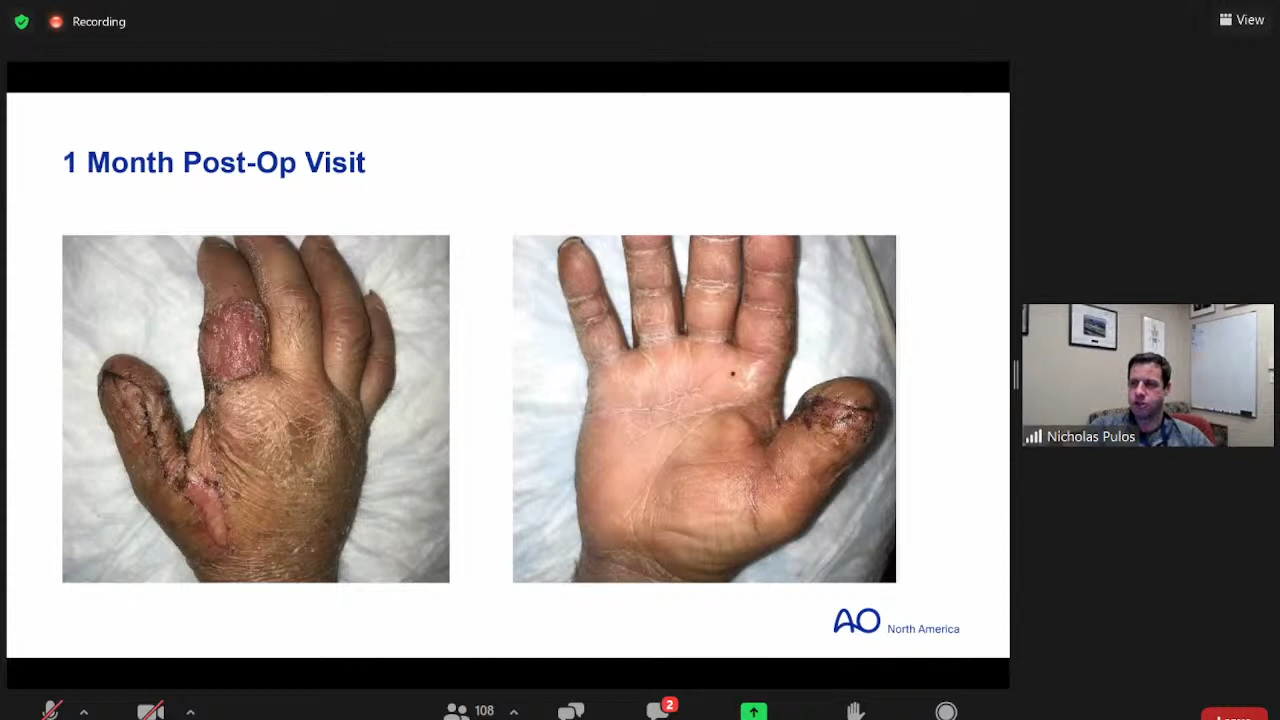 Recording
View
1 Month Post-Op Visit
Nicholas Pulos
AO North America
108
2